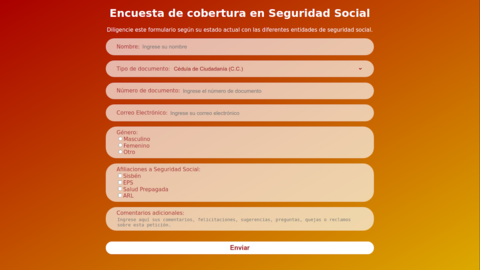 Encuesta de cobertura en Seguridad Social
Diligencie este formulario según su estado actual con las diferentes entidades de seguridad social.
Nombre: Ingrese su nombre
Tipo de documento: Cédula de Ciudadanía (C.C.)
Número de documento: Ingrese el número de documento
Correo Electrónico: Ingrese su correo electrónico
Género:
Masculino
Femenino
Otro
Afiliaciones a Seguridad Social:
Sisbén
EPS
Salud Prepagada
ARL
Comentarios adicionales:
Ingrese aquí sus comentarios, felicitaciones, sugerencias, preguntas, quejas o reclamos
sobre esta petición.
Enviar